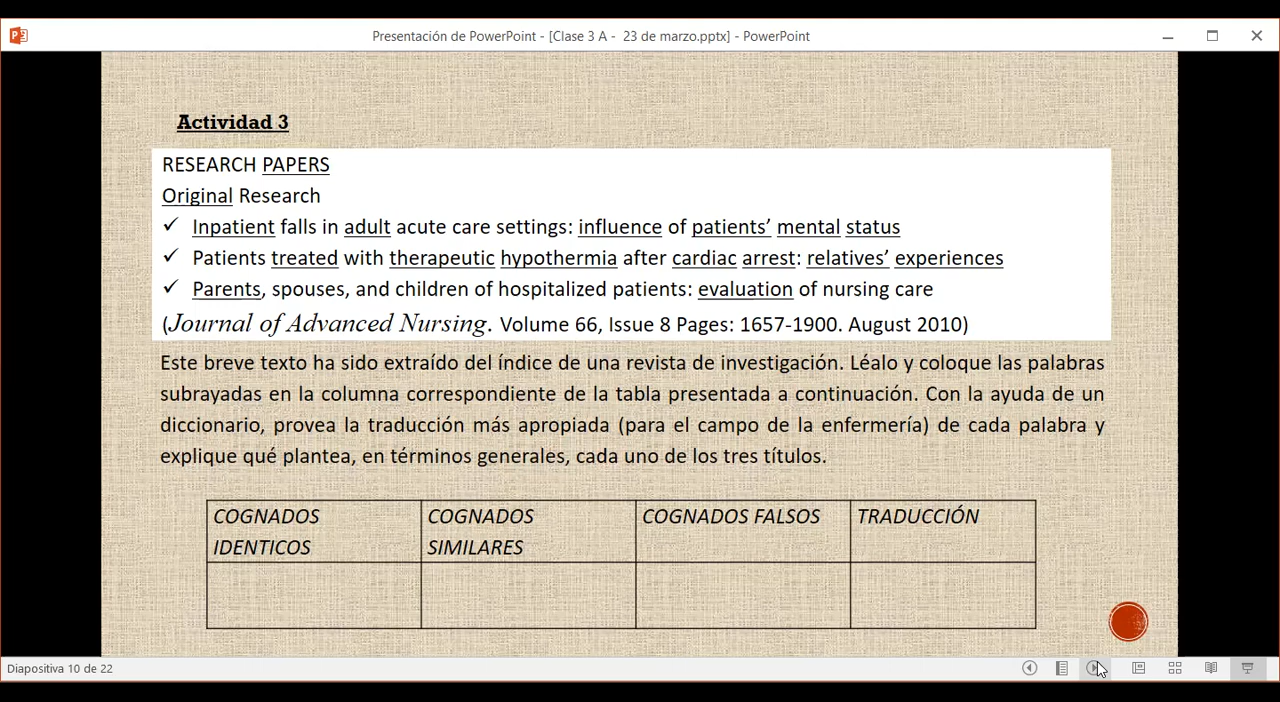 Presentación de PowerPoint - [Clase 3 A - 23 de marzo.pptx] - PowerPoint
Actividad 3
RESEARCH PAPERS
Original Research
✓ Inpatient falls in adult acute care settings: influence of patients’ mental status
✓ Patients treated with therapeutic hypothermia after cardiac arrest: relatives’ experiences
✓ Parents, spouses, and children of hospitalized patients: evaluation of nursing care
(Journal of Advanced Nursing. Volume 66, Issue 8 Pages: 1657-1900. August 2010)
Este breve texto ha sido extraído del índice de una revista de investigación. Léalo y coloque las palabras
subrayadas en la columna correspondiente de la tabla presentada a continuación. Con la ayuda de un
diccionario, provea la traducción más apropiada (para el campo de la enfermería) de cada palabra y
explique qué plantea, en términos generales, cada uno de los tres títulos.
COGNADOS IDENTICOS
COGNADOS SIMILARES
COGNADOS FALSOS
TRADUCCIÓN
Diapositiva 10 de 22